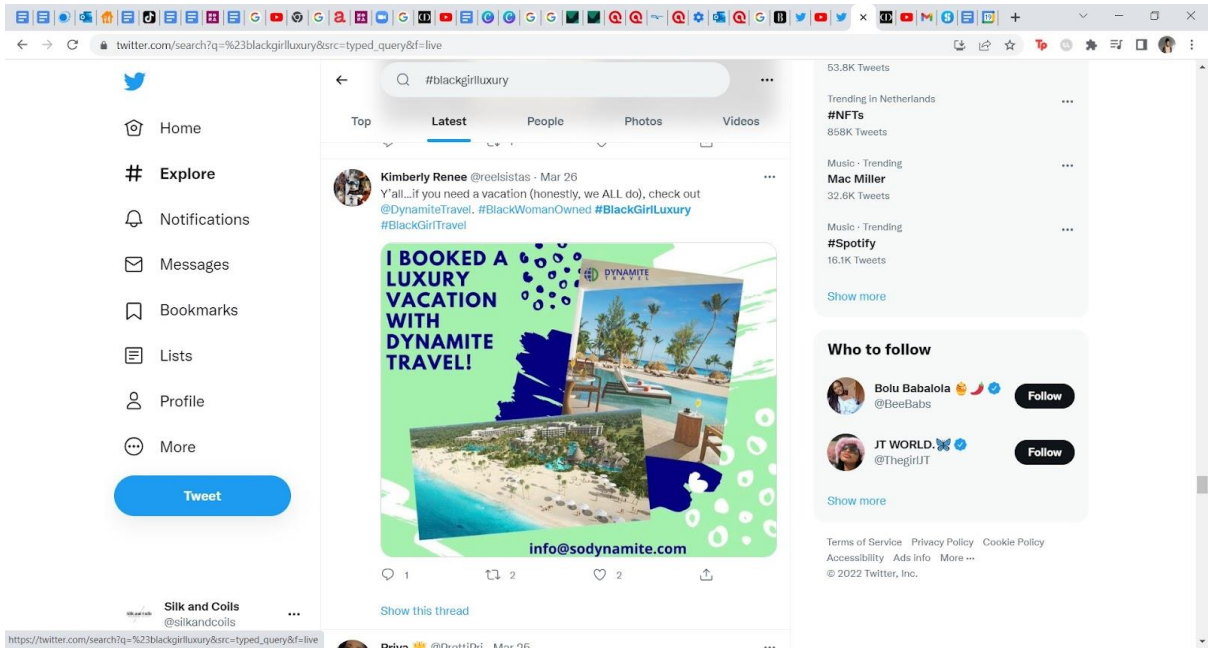 twitter.com/search?q=%23blackgirlluxury&src=typed_query&f=live
Home
Explore
Notifications
Messages
Bookmarks
Lists
Profile
More
Tweet
Silk and Coils
@silkandcoils
https://twitter.com/search?q=%23blackgirlluxury&src=typed_query&f=live
#blackgirlluxury
Top Latest People Photos Videos
Kimberly Renee @reelsistas · Mar 26
Y'all...if you need a vacation (honestly, we ALL do), check out
@DynamiteTravel. #BlackWomanOwned #BlackGirlLuxury
#BlackGirlTravel
I BOOKED A
LUXURY
VACATION
WITH
DYNAMITE
TRAVEL!
DYNAMITE
TRAVEL
info@sodynamite.com
1 2 2
Show this thread
Priya @PrettiPri · Mar 25
53.8K Tweets
Trending in Netherlands
#NFTs
858K Tweets
Music · Trending
Mac Miller
32.6K Tweets
Music · Trending
#Spotify
16.1K Tweets
Show more
Who to follow
Bolu Babalola
@BeeBabs
Follow
JT WORLD.
@ThegirlJT
Follow
Show more
Terms of Service Privacy Policy Cookie Policy
Accessibility Ads info More ...
© 2022 Twitter, Inc.